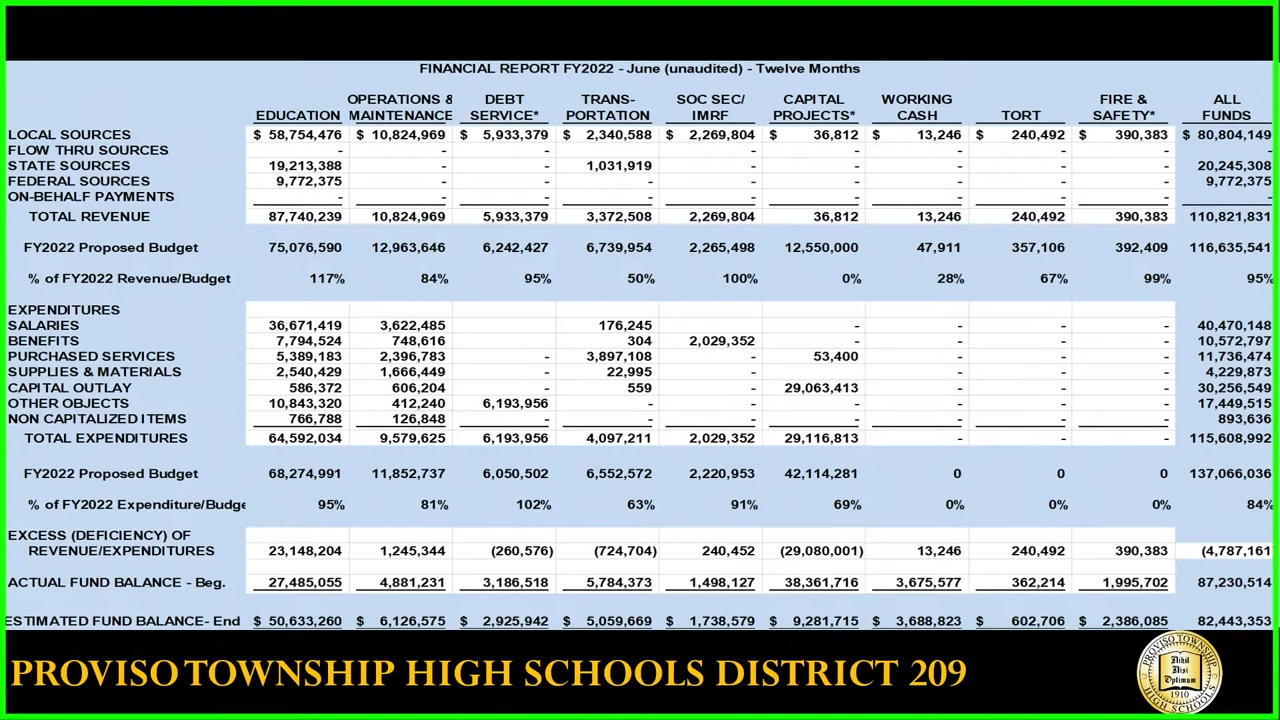 FINANCIAL REPORT FY2022 - June (unaudited) - Twelve Months
EDUCATION OPERATIONS & MAINTENANCE DEBT SERVICE* TRANS- PORTATION SOC SEC/ IMRF CAPITAL PROJECTS* WORKING CASH TORT FIRE & SAFETY* ALL FUNDS
LOCAL SOURCES $ 58,754,476 $ 10,824,969 $ 5,933,379 $ 2,340,588 $ 2,269,804 $ 36,812 $ 13,246 $ 240,492 $ 390,383 $ 80,804,149
FLOW THRU SOURCES - - - - - - - - - -
STATE SOURCES 19,213,388 - - 1,031,919 - - - - - 20,245,308
FEDERAL SOURCES 9,772,375 - - - - - - - - 9,772,375
ON-BEHALF PAYMENTS - - - - - - - - - -
TOTAL REVENUE 87,740,239 10,824,969 5,933,379 3,372,508 2,269,804 36,812 13,246 240,492 390,383 110,821,831
FY2022 Proposed Budget 75,076,590 12,963,646 6,242,427 6,739,954 2,265,498 12,550,000 47,911 357,106 392,409 116,635,541
% of FY2022 Revenue/Budget 117% 84% 95% 50% 100% 0% 28% 67% 99% 95%
EXPENDITURES
SALARIES 36,671,419 3,622,485 176,245 - - - - 40,470,148
BENEFITS 7,794,524 748,616 304 2,029,352 - - - - 10,572,797
PURCHASED SERVICES 5,389,183 2,396,783 - 3,897,108 - 53,400 - - - 11,736,474
SUPPLIES & MATERIALS 2,540,429 1,666,449 - 22,995 - - - - - 4,229,873
CAPITAL OUTLAY 586,372 606,204 - 559 - 29,063,413 - - - 30,256,549
OTHER OBJECTS 10,843,320 412,240 6,193,956 - - - - - - 17,449,515
NON CAPITALIZED ITEMS 766,788 126,848 - - - - - - - 893,636
TOTAL EXPENDITURES 64,592,034 9,579,625 6,193,956 4,097,211 2,029,352 29,116,813 - - - 115,608,992
FY2022 Proposed Budget 68,274,991 11,852,737 6,050,502 6,552,572 2,220,953 42,114,281 0 0 0 137,066,036
% of FY2022 Expenditure/Budge 95% 81% 102% 63% 91% 69% 0% 0% 0% 84%
EXCESS (DEFICIENCY) OF
REVENUE/EXPENDITURES 23,148,204 1,245,344 (260,576) (724,704) 240,452 (29,080,001) 13,246 240,492 390,383 (4,787,161
ACTUAL FUND BALANCE - Beg. 27,485,055 4,881,231 3,186,518 5,784,373 1,498,127 38,361,716 3,675,577 362,214 1,995,702 87,230,514
ESTIMATED FUND BALANCE- End $ 50,633,260 $ 6,126,575 $ 2,925,942 $ 5,059,669 $ 1,738,579 $ 9,281,715 $ 3,688,823 $ 602,706 $ 2,386,085 82,443,353
PROVISO TOWNSHIP HIGH SCHOOLS DISTRICT 209
PROVISO TOWNSHIP
Nihil
Nisi
Optimum
1910
HIGH SCHOOLS